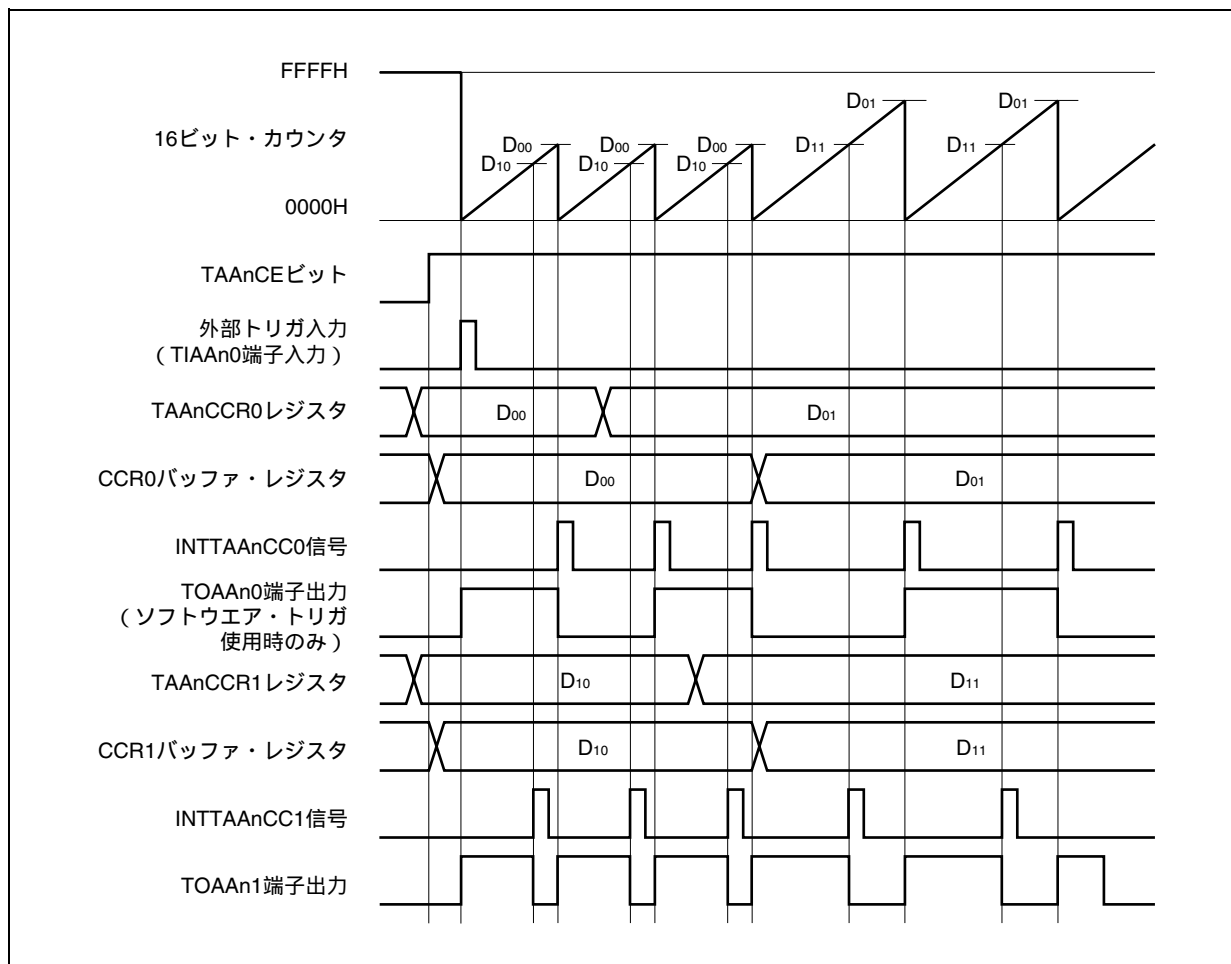 FFFFH
16ビット・カウンタ
D00 D00 D00 D01 D01
D10 D10 D10 D11 D11
0000H
TAAnCEビット
外部トリガ入力
（TIAAn0端子入力）
TAAnCCR0レジスタ D00 D01
CCR0バッファ・レジスタ D00 D01
INTTAAnCC0信号
TOAAn0端子出力
（ソフトウエア・トリガ
使用時のみ）
TAAnCCR1レジスタ D10 D11
CCR1バッファ・レジスタ D10 D11
INTTAAnCC1信号
TOAAn1端子出力